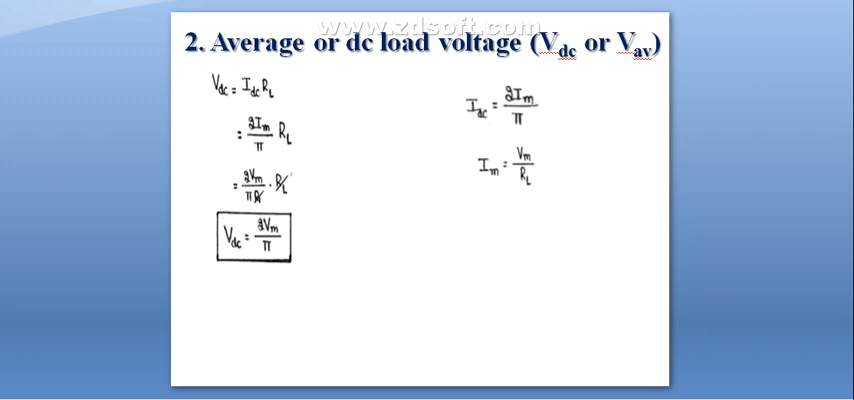 www.zdsoft.com
2. Average or dc load voltage (Vdc or Vav)
Vdc = Idc RL
= 2Im/π RL
= 2Vm/πRL · RL
Vdc = 2Vm/π
Idc = 2Im/π
Im = Vm/RL